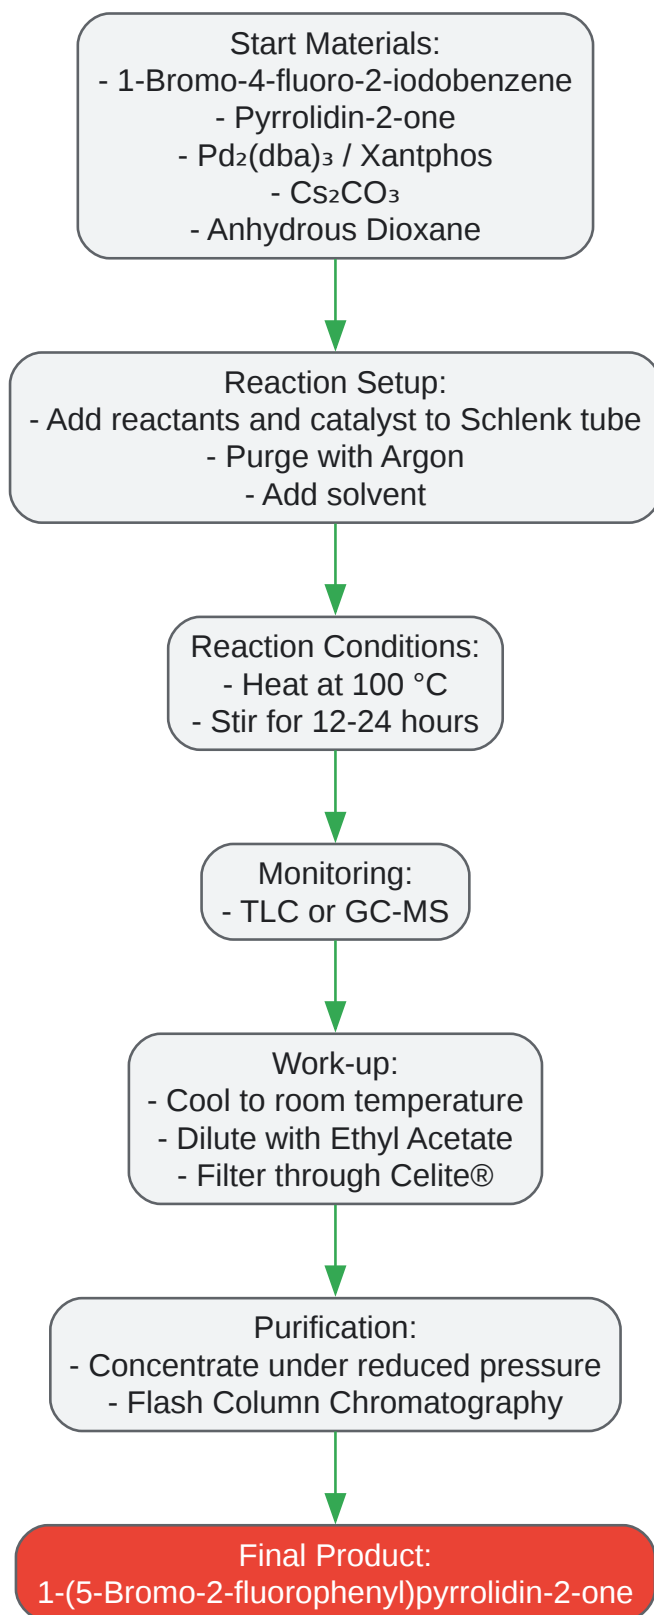 Start Materials:
- 1-Bromo-4-fluoro-2-iodobenzene
- Pyrrolidin-2-one
- Pd₂(dba)₃ / Xantphos
- Cs₂CO₃
- Anhydrous Dioxane
Reaction Setup:
- Add reactants and catalyst to Schlenk tube
- Purge with Argon
- Add solvent
Reaction Conditions:
- Heat at 100 °C
- Stir for 12-24 hours
Monitoring:
- TLC or GC-MS
Work-up:
- Cool to room temperature
- Dilute with Ethyl Acetate
- Filter through Celite®
Purification:
- Concentrate under reduced pressure
- Flash Column Chromatography
Final Product:
1-(5-Bromo-2-fluorophenyl)pyrrolidin-2-one